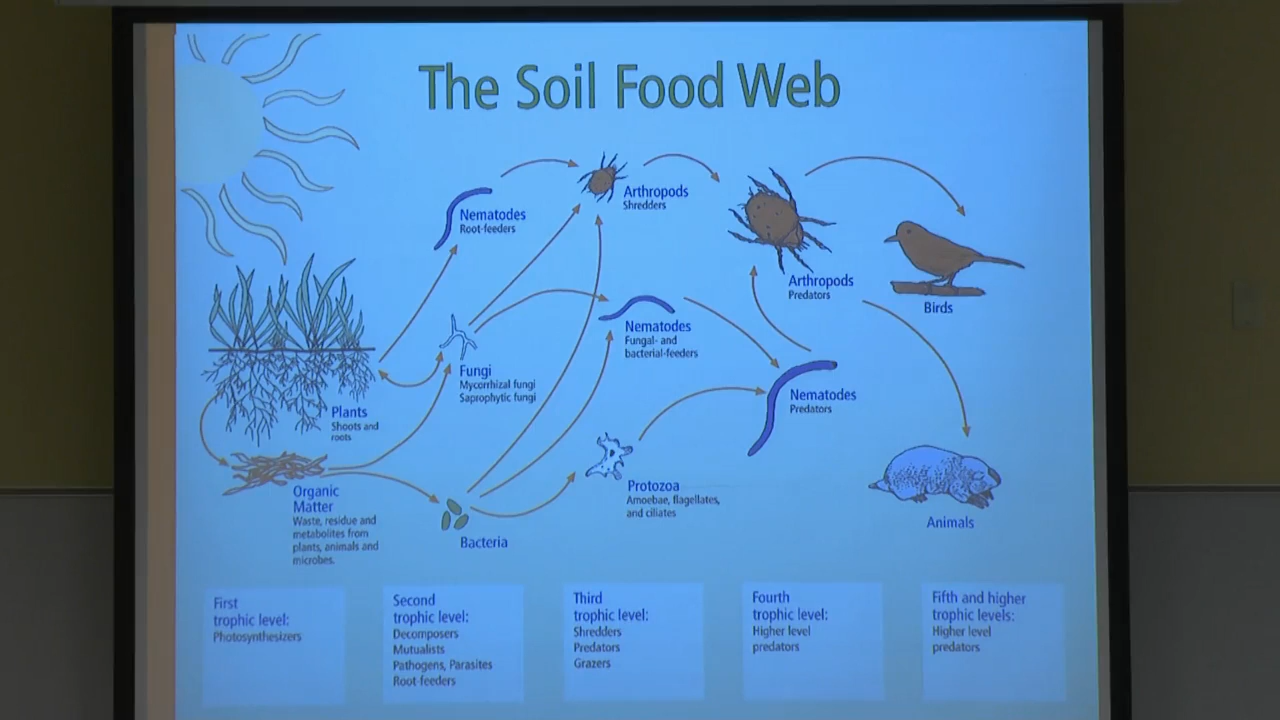 The Soil Food Web
Arthropods
Shredders
Nematodes
Root-feeders
Arthropods
Predators
Birds
Nematodes
Fungal- and
bacterial-feeders
Fungi
Mycorrhizal fungi
Saprophytic fungi
Nematodes
Predators
Plants
Shoots and
roots
Protozoa
Amoebae, flagellates,
and ciliates
Organic
Matter
Waste, residue and
metabolites from
plants, animals and
microbes.
Bacteria
Animals
First
trophic level:
Photosynthesizers
Second
trophic level:
Decomposers
Mutualists
Pathogens, Parasites
Root-feeders
Third
trophic level:
Shredders
Predators
Grazers
Fourth
trophic level:
Higher level
predators
Fifth and higher
trophic levels:
Higher level
predators